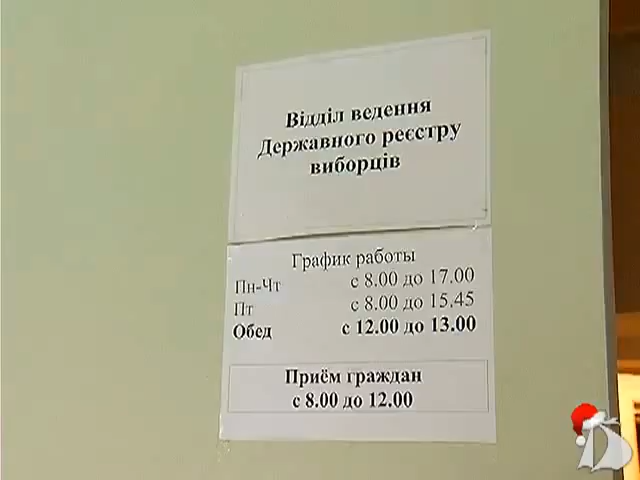 Відділ ведення
Державного реєстру
виборців
График работы
Пн-Чт с 8.00 до 17.00
Пт с 8.00 до 15.45
Обед с 12.00 до 13.00
Приём граждан
с 8.00 до 12.00